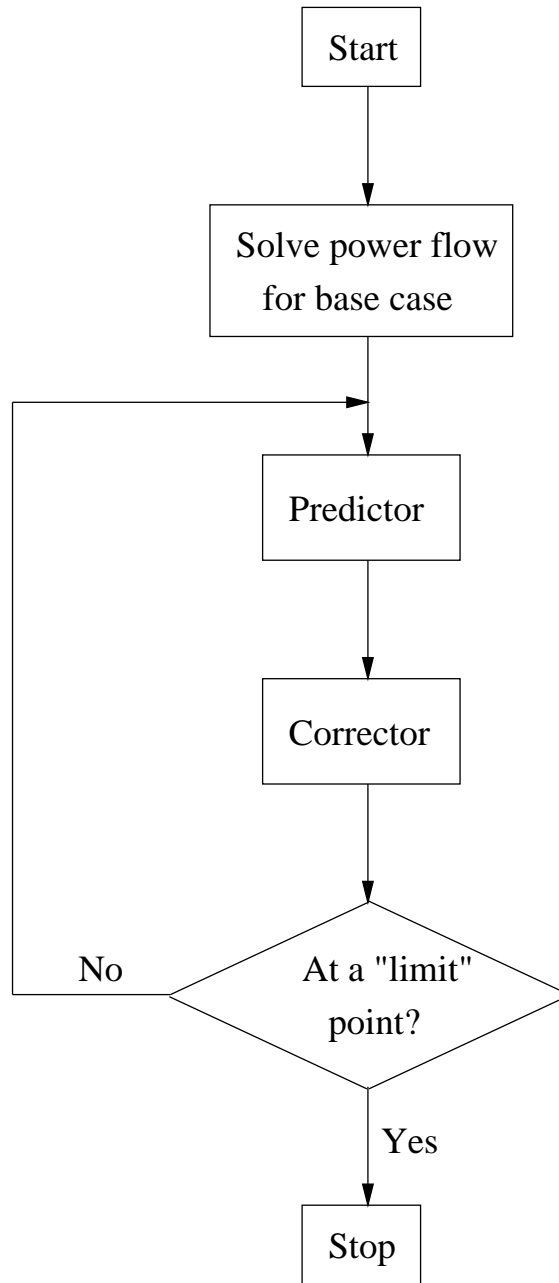 Start
Solve power flow
for base case
Predictor
Corrector
No
At a "limit"
point?
Yes
Stop